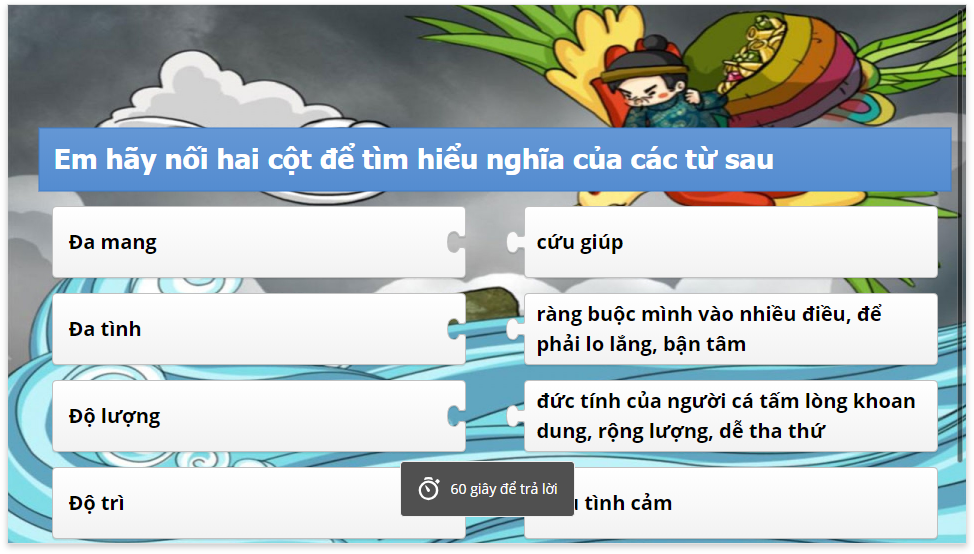 Em hãy nối hai cột để tìm hiểu nghĩa của các từ sau
Đa mang
cứu giúp
Đa tình
ràng buộc mình vào nhiều điều, để
phải lo lắng, bận tâm
Độ lượng
đức tính của người cá tấm lòng khoan
dung, rộng lượng, dễ tha thứ
Độ trì
tình cảm
60 giây để trả lời